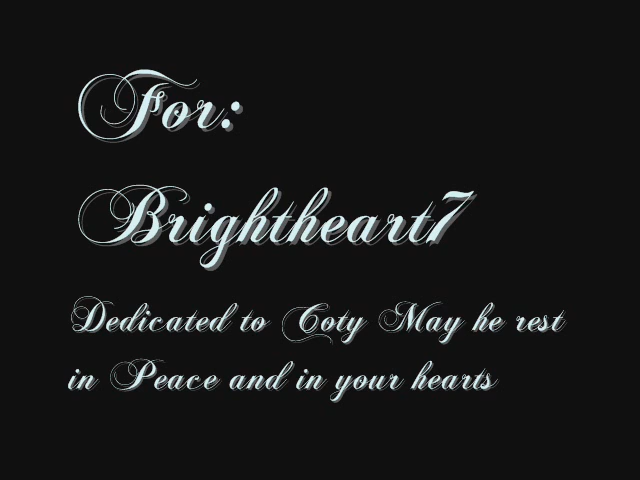 For:
Brightheart7
Dedicated to Coty May he rest
in Peace and in your hearts